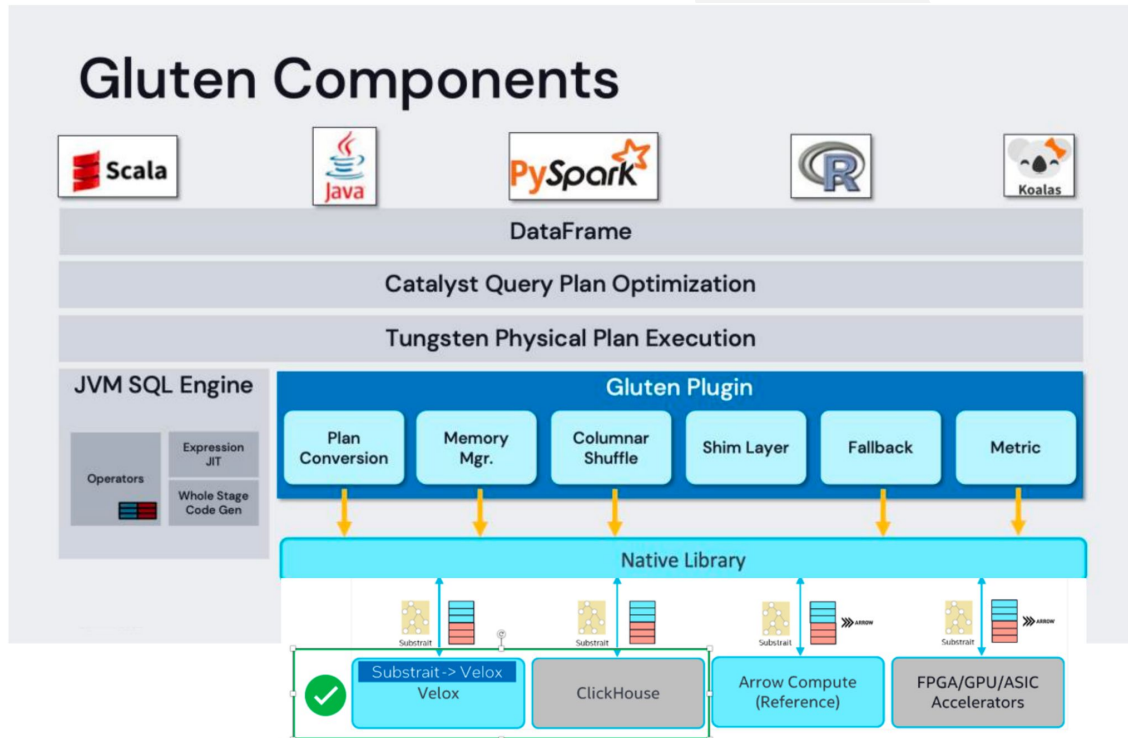 Gluten Components
Scala
Java
PySpark
R
Koalas
DataFrame
Catalyst Query Plan Optimization
Tungsten Physical Plan Execution
JVM SQL Engine
Operators
Expression
JIT
Whole Stage
Code Gen
Gluten Plugin
Plan
Conversion
Memory
Mgr.
Columnar
Shuffle
Shim Layer
Fallback
Metric
Native Library
Substrait
Substrait
Substrait
ARROW
Substrait
ARROW
Substrait -> Velox
Velox
ClickHouse
Arrow Compute
(Reference)
FPGA/GPU/ASIC
Accelerators